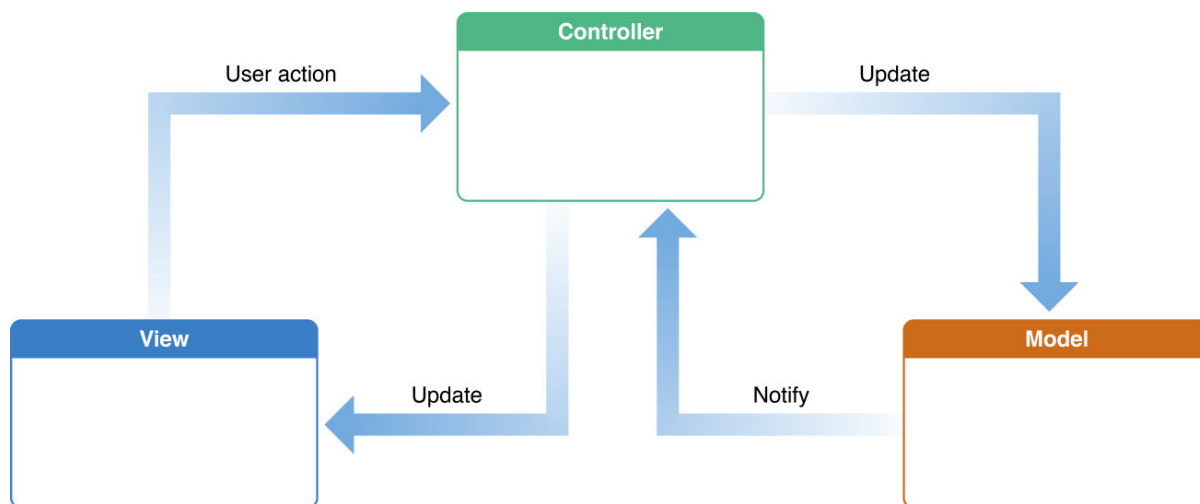 Controller
User action
Update
View
Model
Update
Notify